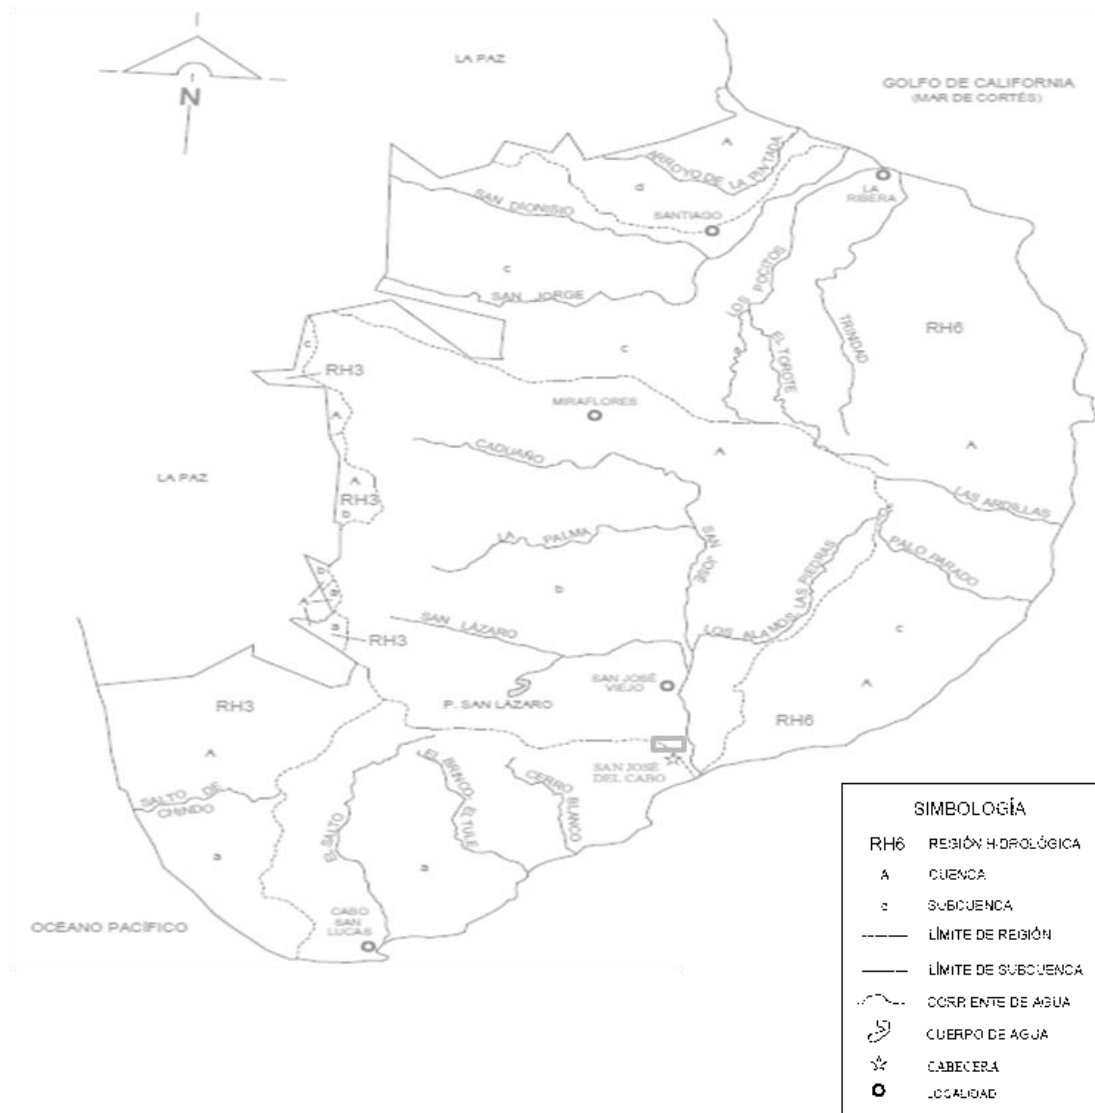 LA PAZ
GOLFO DE CALIFORNIA
(MAR DE CORTÉS)
N
A
ARROYO DE LA PINTADA
d
SAN DIONISIO
SANTIAGO
LA
RIBERA
c
SAN JORGE
LOS POCITOS
EL TOROTE
TRINIDAD
RH6
c
c
RH3
MIRAFLORES
A
CADUAÑO
A
A
LA PAZ
A
RH3
b
LAS ARDILLAS
LA PALMA
SAN JOSÉ
LOS ALAMOS, LAS PIEDRAS
PALO PARADO
b
A
a
b
a
SAN LÁZARO
RH3
c
SAN JOSÉ
VIEJO
A
RH3
P. SAN LÁZARO
RH6
A
SAN JOSÉ
DEL CABO
SALTO DE
CHINDO
EL SALTO
EL BRINCO, EL TULE
CERRO BLANCO
a
a
CABO
SAN
LUCAS
OCÉANO PACÍFICO
SIMBOLOGÍA
RH6 REGIÓN HIDROLÓGICA
A CUENCA
c SUBCUENCA
LÍMITE DE REGIÓN
LÍMITE DE SUBCUENCA
CORRIENTE DE AGUA
CUERPO DE AGUA
CABECERA
LOCALIDAD